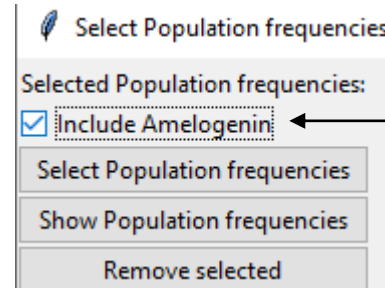 Select Population frequencies
Selected Population frequencies:
Include Amelogenin
Select Population frequencies
Show Population frequencies
Remove selected